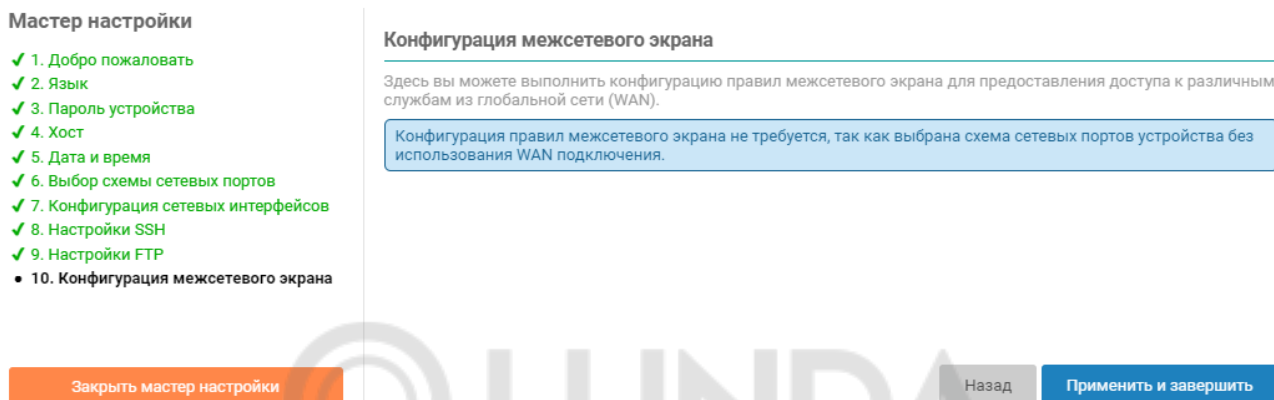 Мастер настройки
✔ 1. Добро пожаловать
✔ 2. Язык
✔ 3. Пароль устройства
✔ 4. Хост
✔ 5. Дата и время
✔ 6. Выбор схемы сетевых портов
✔ 7. Конфигурация сетевых интерфейсов
✔ 8. Настройки SSH
✔ 9. Настройки FTP
• 10. Конфигурация межсетевого экрана
Закрыть мастер настройки
Конфигурация межсетевого экрана
Здесь вы можете выполнить конфигурацию правил межсетевого экрана для предоставления доступа к различным
службам из глобальной сети (WAN).
Конфигурация правил межсетевого экрана не требуется, так как выбрана схема сетевых портов устройства без
использования WAN подключения.
Назад
Применить и завершить
LUNDA